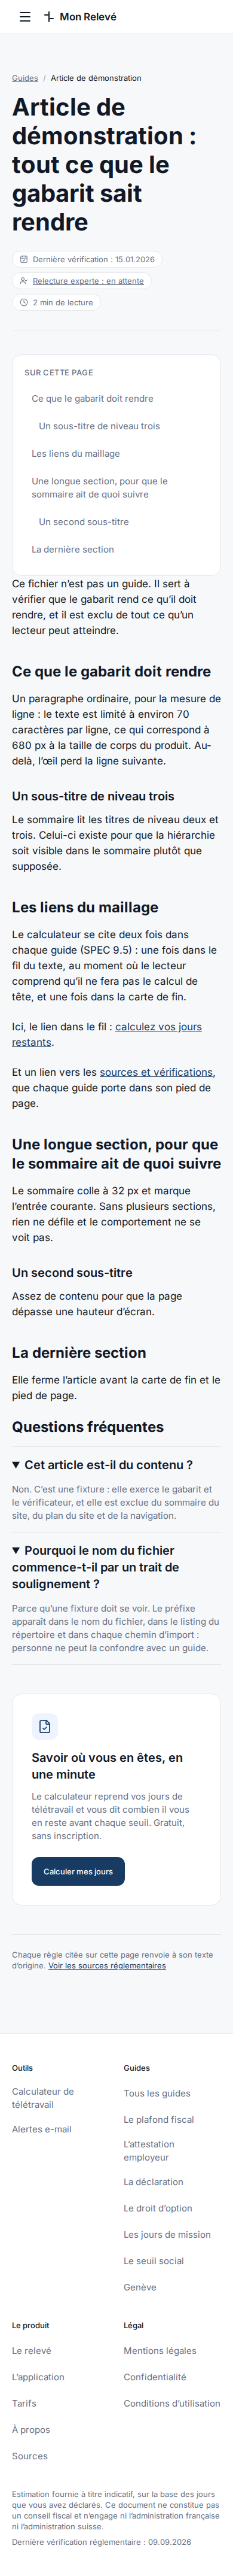 Mon Relevé
Guides / Article de démonstration
Article de
démonstration :
tout ce que le
gabarit sait
rendre
Dernière vérification : 15.01.2026
Relecture experte : en attente
2 min de lecture
SUR CETTE PAGE
Ce que le gabarit doit rendre
Un sous-titre de niveau trois
Les liens du maillage
Une longue section, pour que le
sommaire ait de quoi suivre
Un second sous-titre
La dernière section
Ce fichier n’est pas un guide. Il sert à
vérifier que le gabarit rend ce qu’il doit
rendre, et il est exclu de tout ce qu’un
lecteur peut atteindre.
Ce que le gabarit doit rendre
Un paragraphe ordinaire, pour la mesure de
ligne : le texte est limité à environ 70
caractères par ligne, ce qui correspond à
680 px à la taille de corps du produit. Au-
delà, l’œil perd la ligne suivante.
Un sous-titre de niveau trois
Le sommaire lit les titres de niveau deux et
trois. Celui-ci existe pour que la hiérarchie
soit visible dans le sommaire plutôt que
supposée.
Les liens du maillage
Le calculateur se cite deux fois dans
chaque guide (SPEC 9.5) : une fois dans le
fil du texte, au moment où le lecteur
comprend qu’il ne fera pas le calcul de
tête, et une fois dans la carte de fin.
Ici, le lien dans le fil : calculez vos jours
restants.
Et un lien vers les sources et vérifications,
que chaque guide porte dans son pied de
page.
Une longue section, pour que
le sommaire ait de quoi suivre
Le sommaire colle à 32 px et marque
l’entrée courante. Sans plusieurs sections,
rien ne défile et le comportement ne se
voit pas.
Un second sous-titre
Assez de contenu pour que la page
dépasse une hauteur d’écran.
La dernière section
Elle ferme l’article avant la carte de fin et le
pied de page.
Questions fréquentes
Cet article est-il du contenu ?
Non. C’est une fixture : elle exerce le gabarit et
le vérificateur, et elle est exclue du sommaire du
site, du plan du site et de la navigation.
Pourquoi le nom du fichier
commence-t-il par un trait de
soulignement ?
Parce qu’une fixture doit se voir. Le préfixe
apparaît dans le nom du fichier, dans le listing du
répertoire et dans chaque chemin d’import :
personne ne peut la confondre avec un guide.
Savoir où vous en êtes, en
une minute
Le calculateur reprend vos jours de
télétravail et vous dit combien il vous
en reste avant chaque seuil. Gratuit,
sans inscription.
Calculer mes jours
Chaque règle citée sur cette page renvoie à son texte
d’origine. Voir les sources réglementaires
Outils
Calculateur de
télétravail
Alertes e-mail
Guides
Tous les guides
Le plafond fiscal
L’attestation
employeur
La déclaration
Le droit d’option
Les jours de mission
Le seuil social
Genève
Le produit
Le relevé
L’application
Tarifs
À propos
Sources
Légal
Mentions légales
Confidentialité
Conditions d’utilisation
Estimation fournie à titre indicatif, sur la base des jours
que vous avez déclarés. Ce document ne constitue pas
un conseil fiscal et n’engage ni l’administration française
ni l’administration suisse.
Dernière vérification réglementaire : 09.09.2026